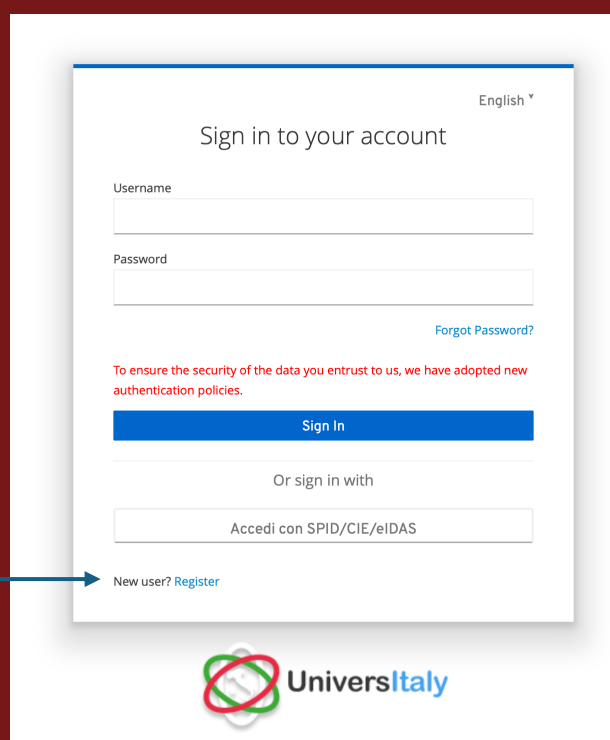 English ˅
Sign in to your account
Username
Password
Forgot Password?
To ensure the security of the data you entrust to us, we have adopted new
authentication policies.
Sign In
Or sign in with
Accedi con SPID/CIE/eIDAS
New user? Register
UniversItaly